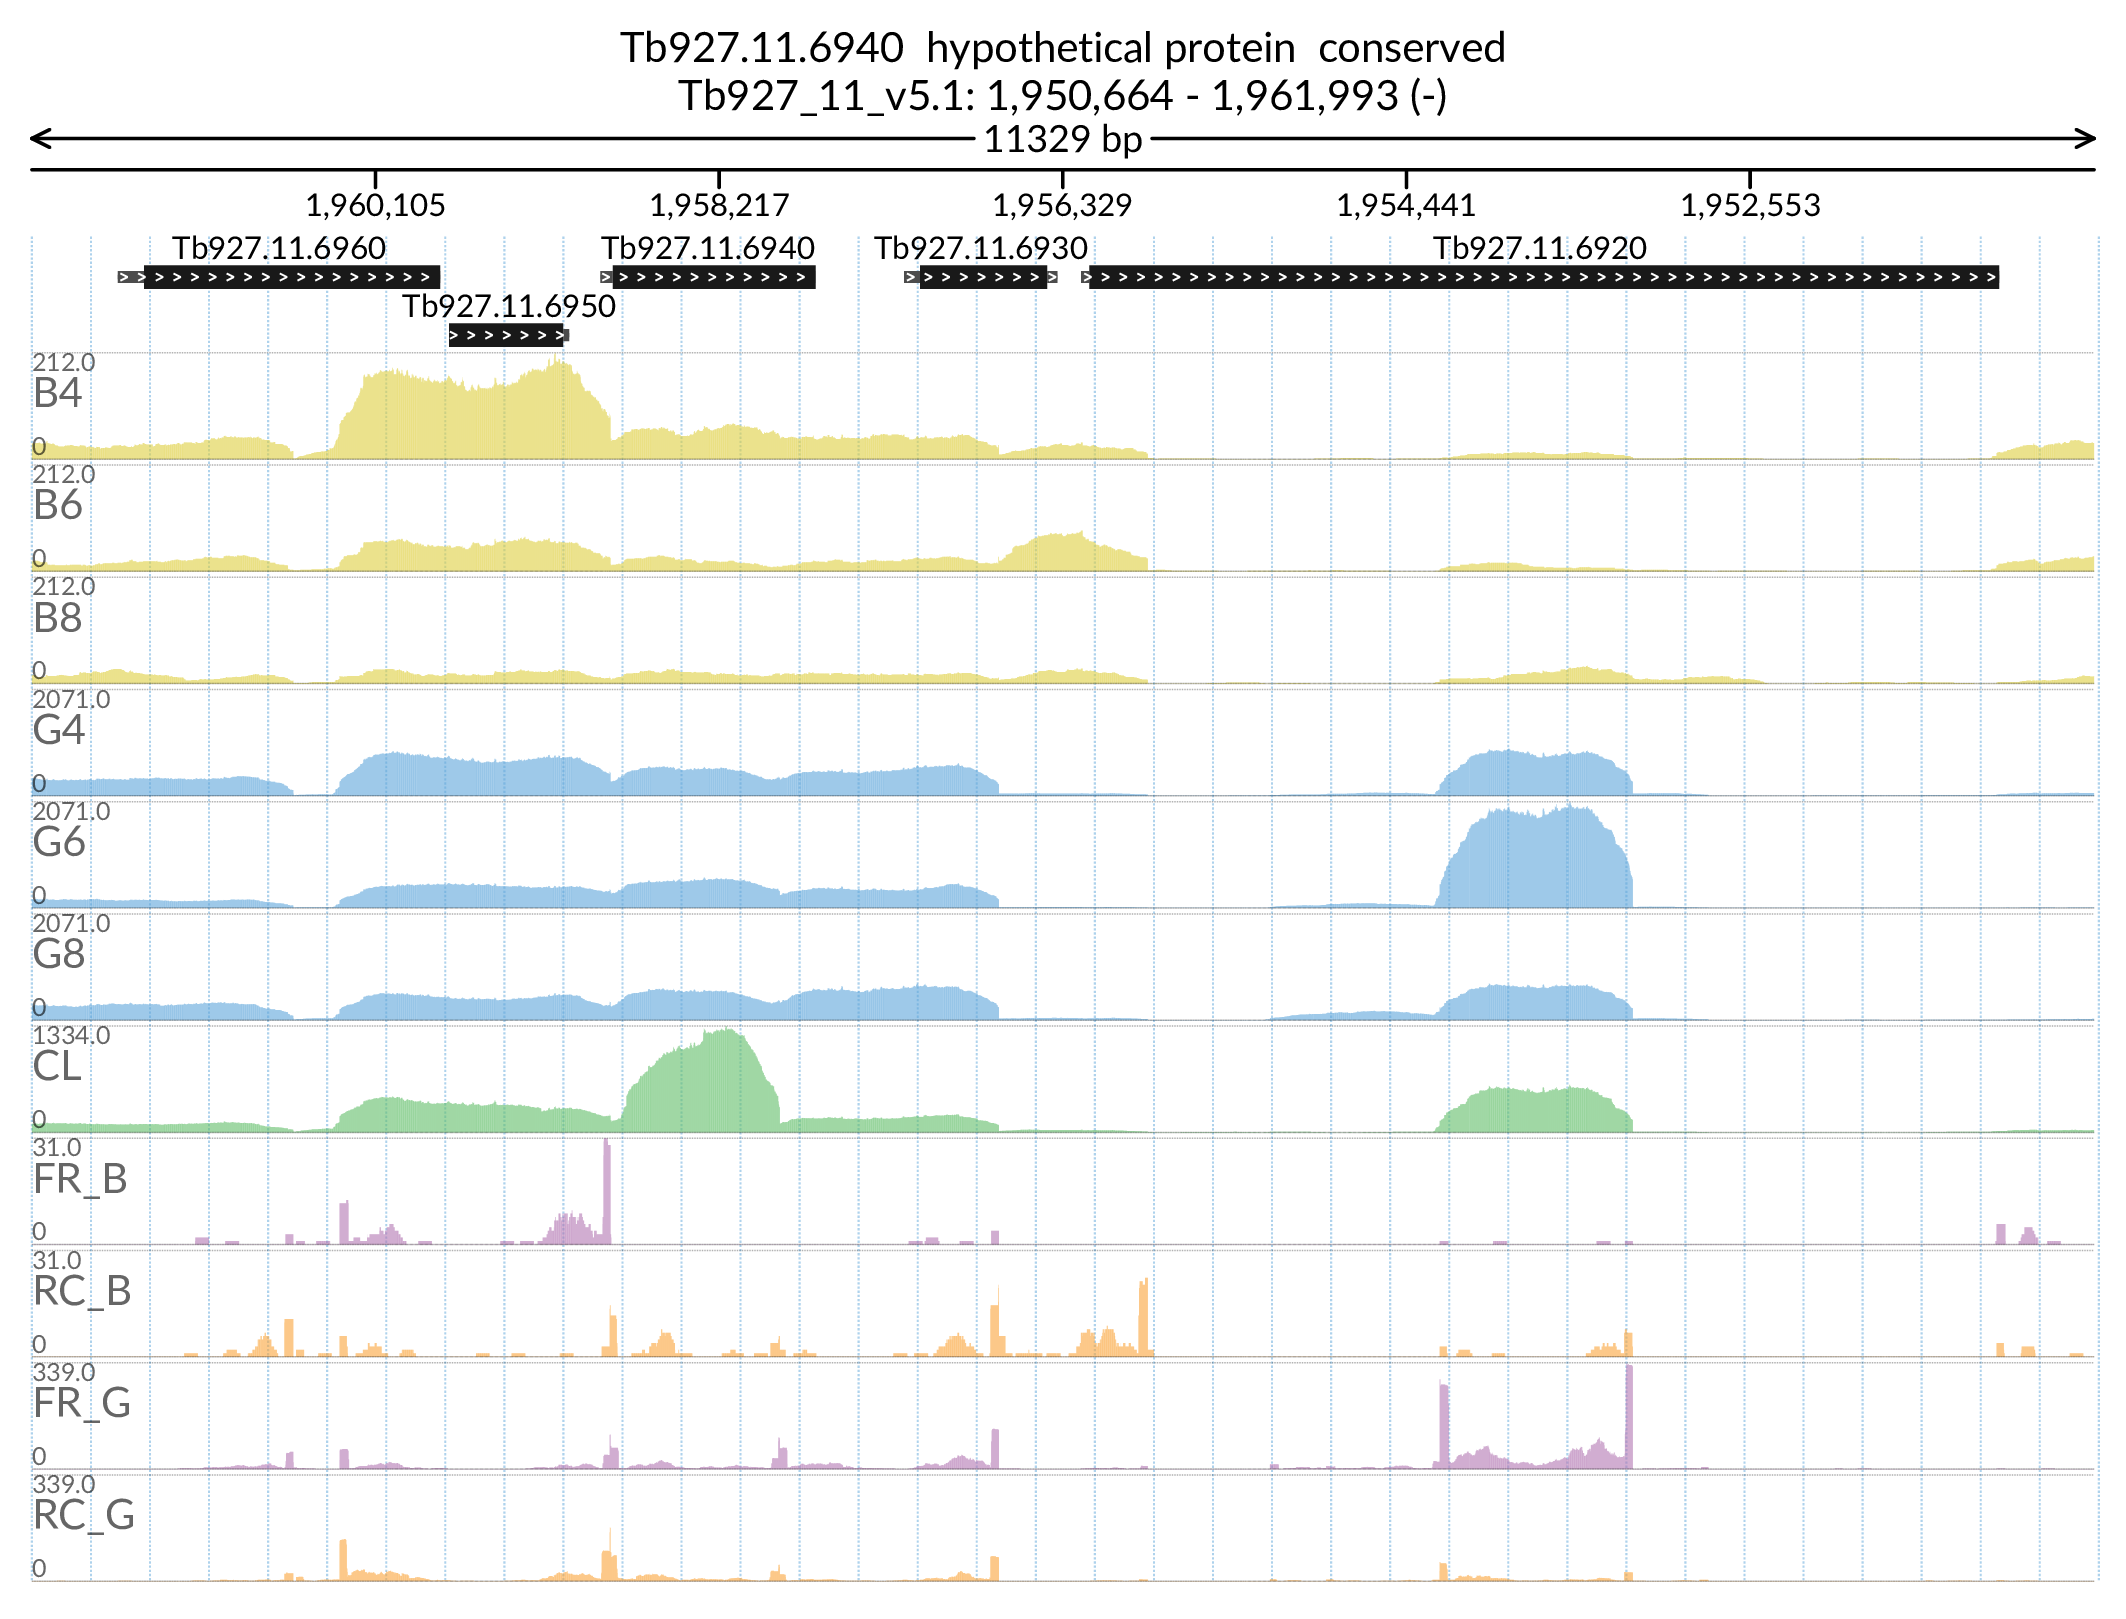 Tb927.11.6940  hypothetical protein  conserved
Tb927_11_v5.1: 1,950,664 - 1,961,993 (-)
11329 bp
1,960,105 1,958,217 1,956,329 1,954,441 1,952,553
Tb927.11.6960 Tb927.11.6940 Tb927.11.6930 Tb927.11.6920
Tb927.11.6950
212.0
B4
0
212.0
B6
0
212.0
B8
0
2071.0
G4
0
2071.0
G6
0
2071.0
G8
0
1334.0
CL
0
31.0
FR_B
0
31.0
RC_B
0
339.0
FR_G
0
339.0
RC_G
0